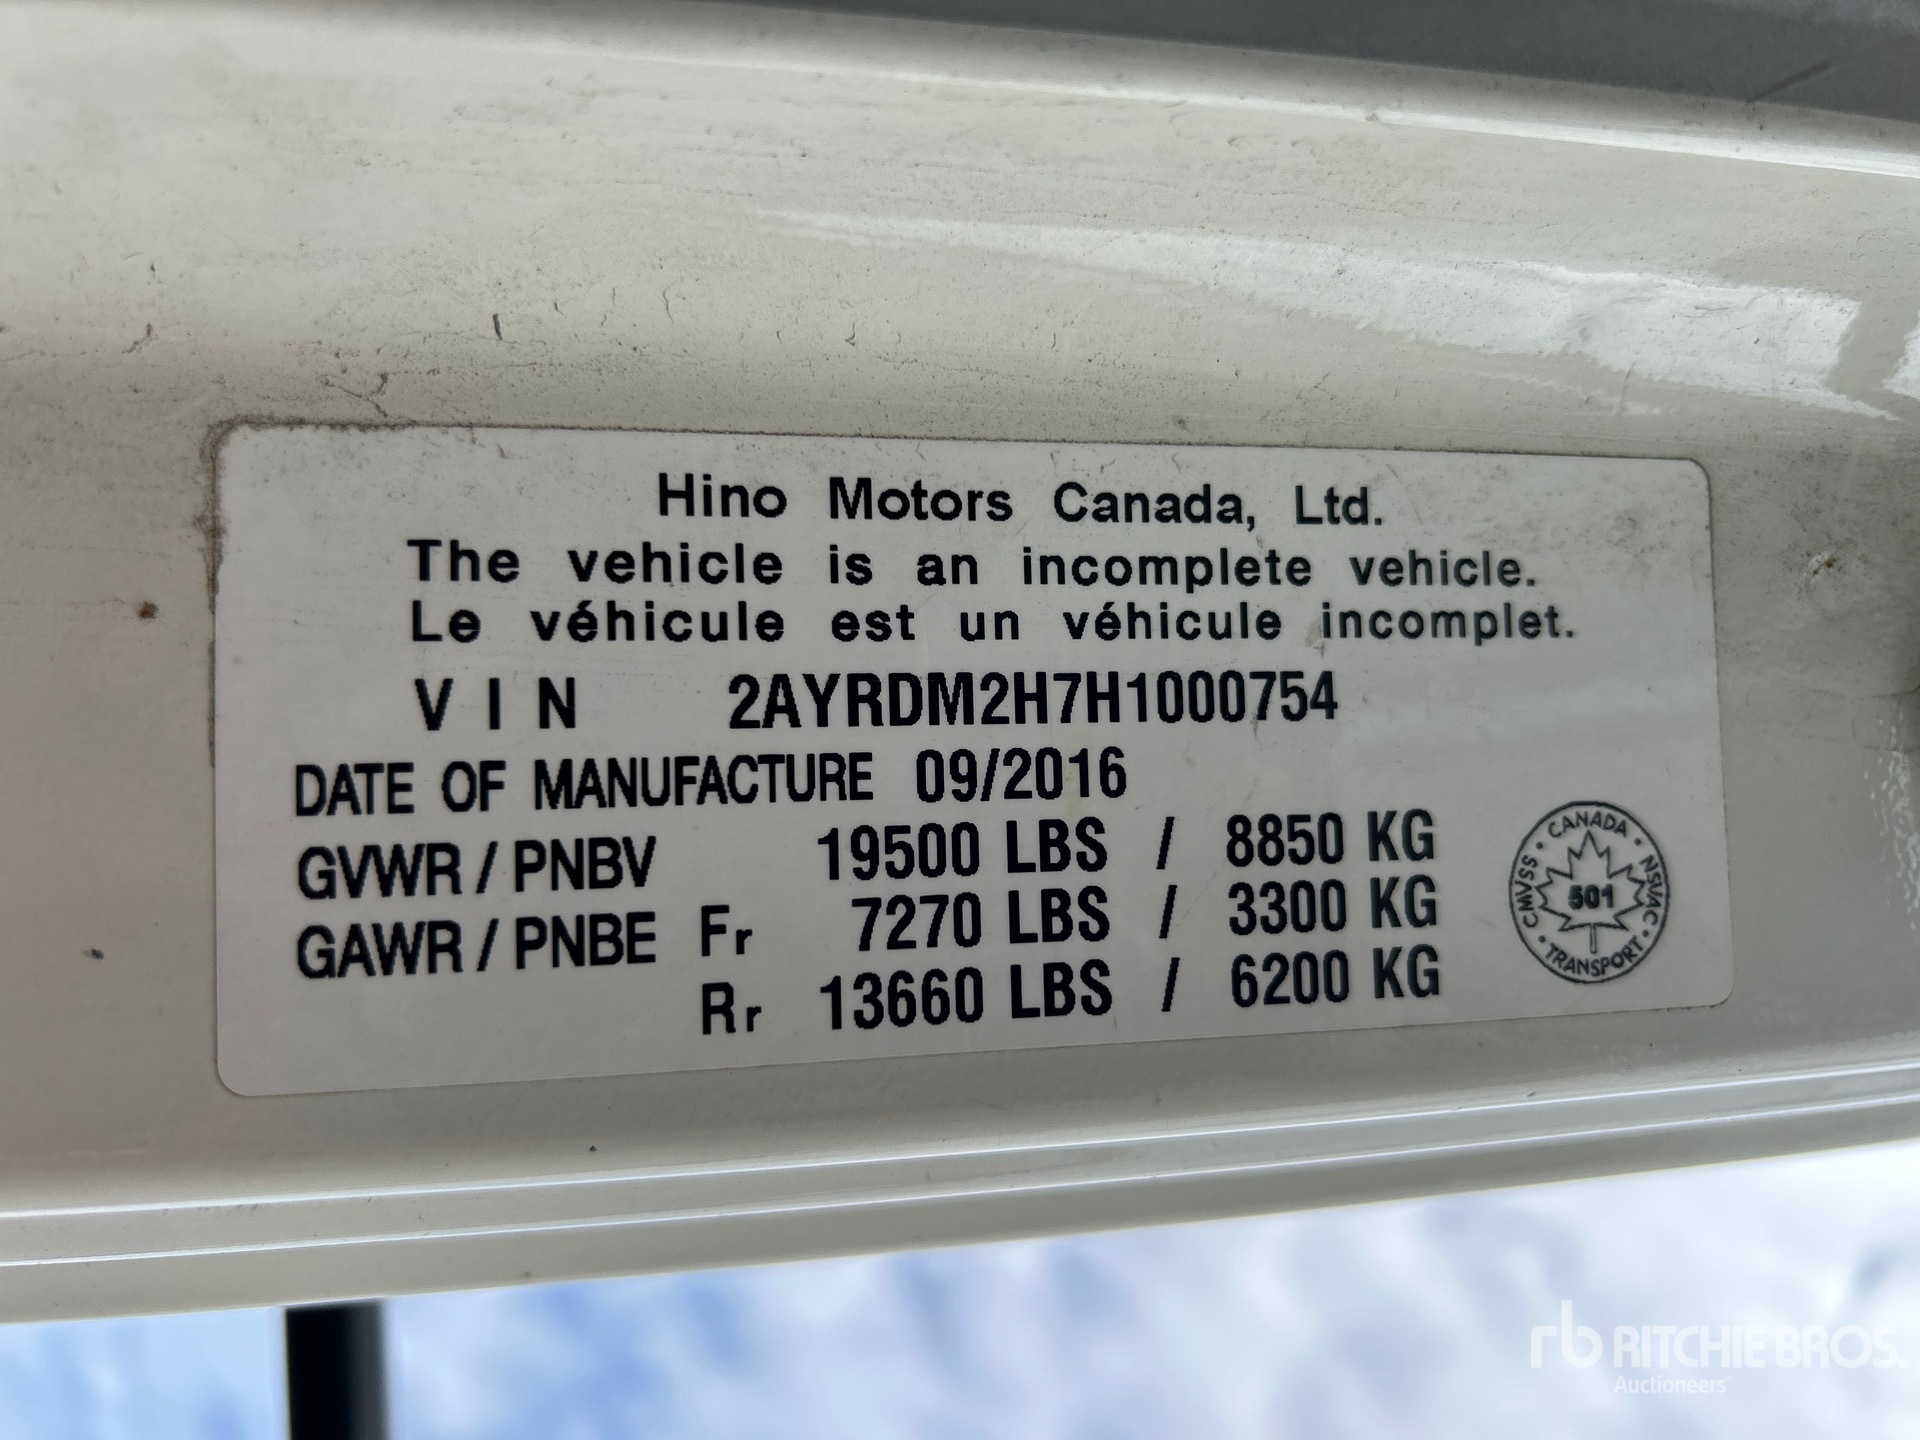 Hino Motors Canada, Ltd.
The vehicle is an incomplete vehicle.
Le véhicule est un véhicule incomplet.
VIN 2AYRDM2H7H1000754
DATE OF MANUFACTURE 09/2016
GVWR / PNBV 19500 LBS / 8850 KG
GAWR / PNBE Fr 7270 LBS / 3300 KG
Rr 13660 LBS / 6200 KG
CMVSS · CANADA · NSVAC · TRANSPORT ·
501
rb RITCHIE BROS.
Auctioneers